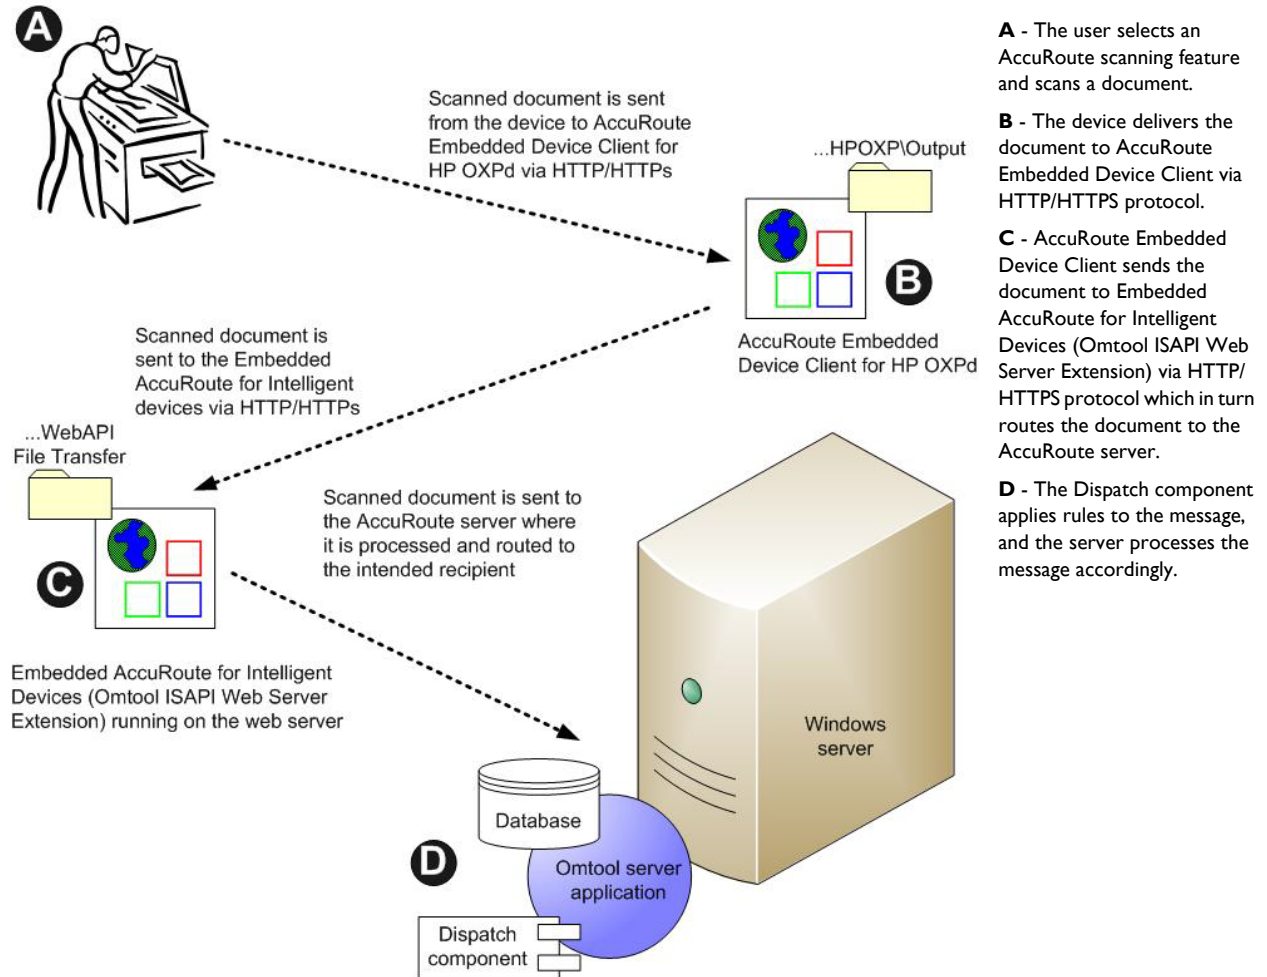 A
Scanned document is sent
from the device to AccuRoute
Embedded Device Client for
HP OXPd via HTTP/HTTPs
...HPOXP\Output
B
AccuRoute Embedded
Device Client for HP OXPd
Scanned document is
sent to the Embedded
AccuRoute for Intelligent
devices via HTTP/HTTPs
...WebAPI
File Transfer
C
Embedded AccuRoute for Intelligent
Devices (Omtool ISAPI Web Server
Extension) running on the web server
Scanned document is sent to
the AccuRoute server where
it is processed and routed to
the intended recipient
Windows
server
Database
D
Omtool server
application
Dispatch
component
A - The user selects an
AccuRoute scanning feature
and scans a document.
B - The device delivers the
document to AccuRoute
Embedded Device Client via
HTTP/HTTPS protocol.
C - AccuRoute Embedded
Device Client sends the
document to Embedded
AccuRoute for Intelligent
Devices (Omtool ISAPI Web
Server Extension) via HTTP/
HTTPS protocol which in turn
routes the document to the
AccuRoute server.
D - The Dispatch component
applies rules to the message,
and the server processes the
message accordingly.